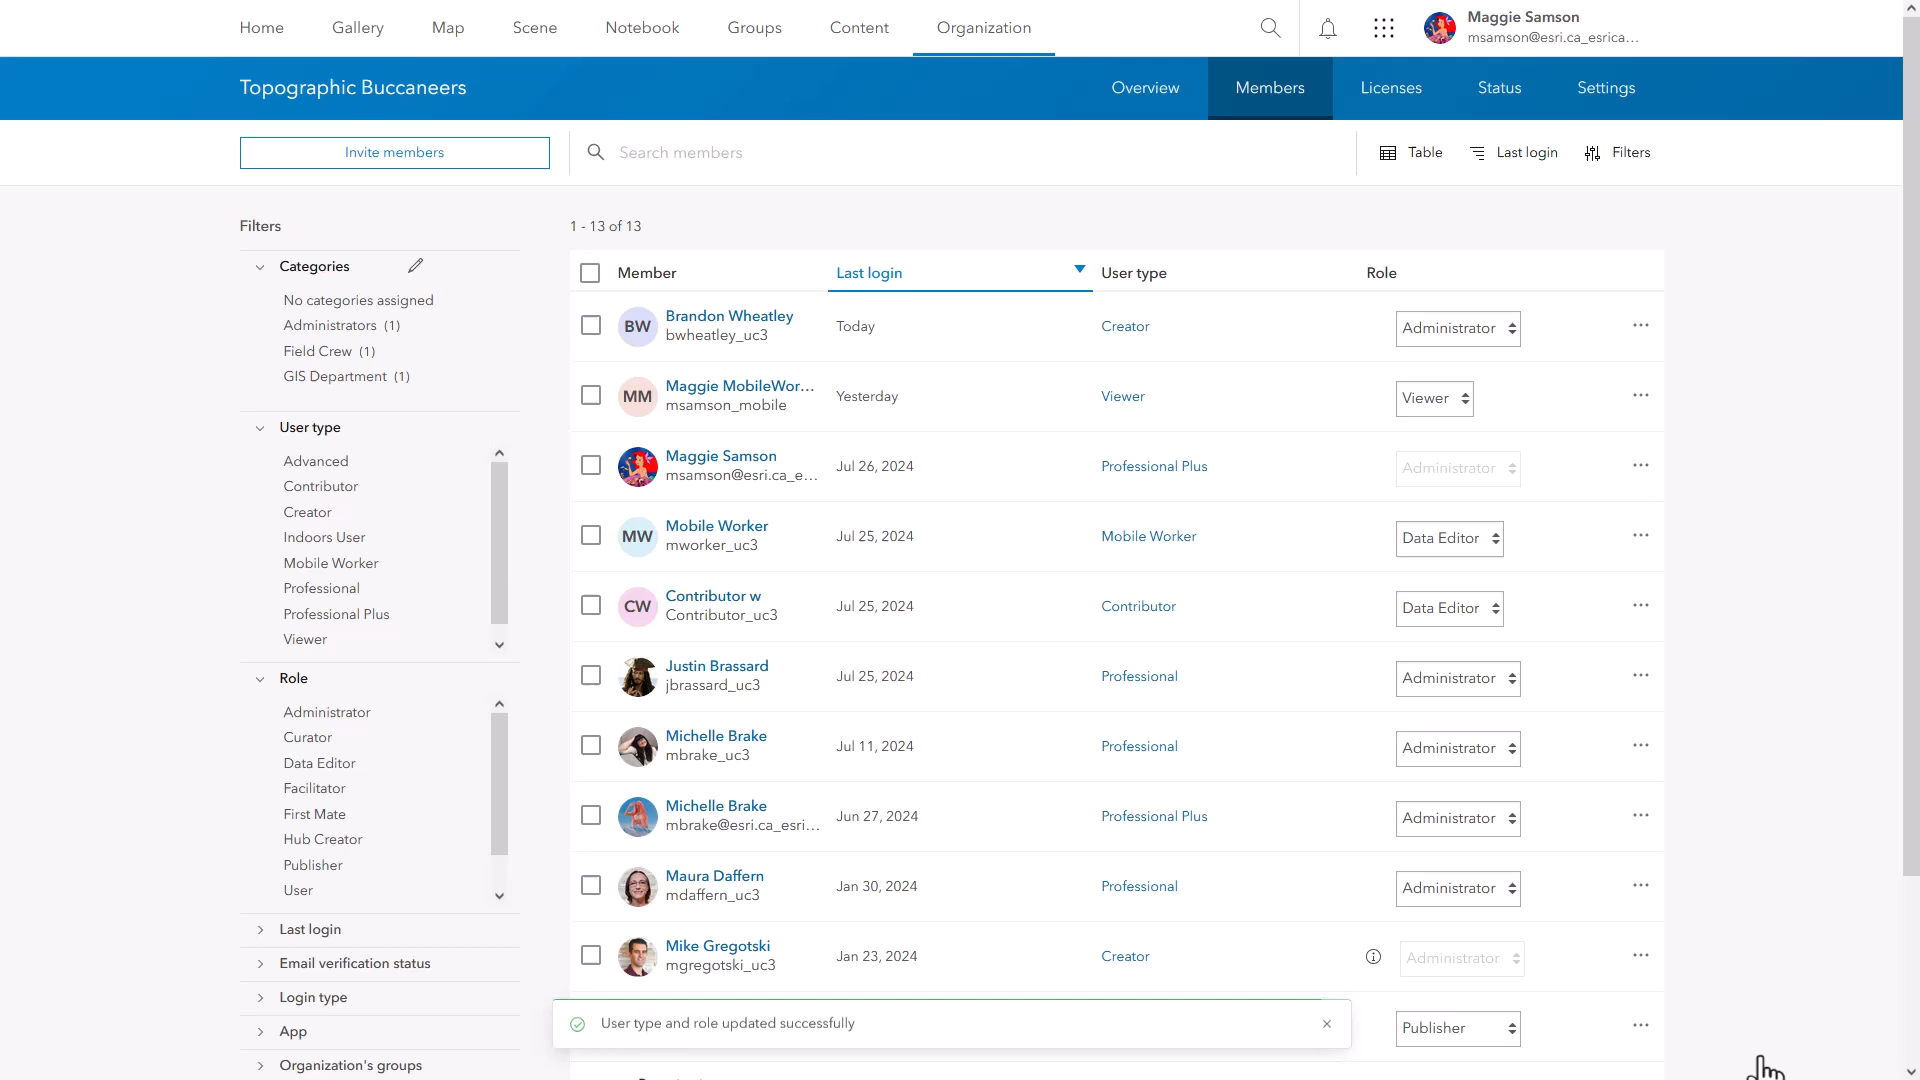 Home
Gallery
Map
Scene
Notebook
Groups
Content
Organization
Maggie Samson
msamson@esri.ca_esrica...
Topographic Buccaneers
Overview
Members
Licenses
Status
Settings
Invite members
Search members
Table
Last login
Filters
Filters
1 - 13 of 13
Categories
No categories assigned
Administrators (1)
Field Crew (1)
GIS Department (1)
User type
Advanced
Contributor
Creator
Indoors User
Mobile Worker
Professional
Professional Plus
Viewer
Role
Administrator
Curator
Data Editor
Facilitator
First Mate
Hub Creator
Publisher
User
Last login
Email verification status
Login type
App
Organization's groups
Member
Last login
User type
Role
BW
Brandon Wheatley
bwheatley_uc3
Today
Creator
Administrator
MM
Maggie MobileWor...
msamson_mobile
Yesterday
Viewer
Viewer
Maggie Samson
msamson@esri.ca_e...
Jul 26, 2024
Professional Plus
Administrator
MW
Mobile Worker
mworker_uc3
Jul 25, 2024
Mobile Worker
Data Editor
CW
Contributor w
Contributor_uc3
Jul 25, 2024
Contributor
Data Editor
Justin Brassard
jbrassard_uc3
Jul 25, 2024
Professional
Administrator
Michelle Brake
mbrake_uc3
Jul 11, 2024
Professional
Administrator
Michelle Brake
mbrake@esri.ca_esri...
Jun 27, 2024
Professional Plus
Administrator
Maura Daffern
mdaffern_uc3
Jan 30, 2024
Professional
Administrator
Mike Gregotski
mgregotski_uc3
Jan 23, 2024
Creator
Administrator
User type and role updated successfully
Publisher